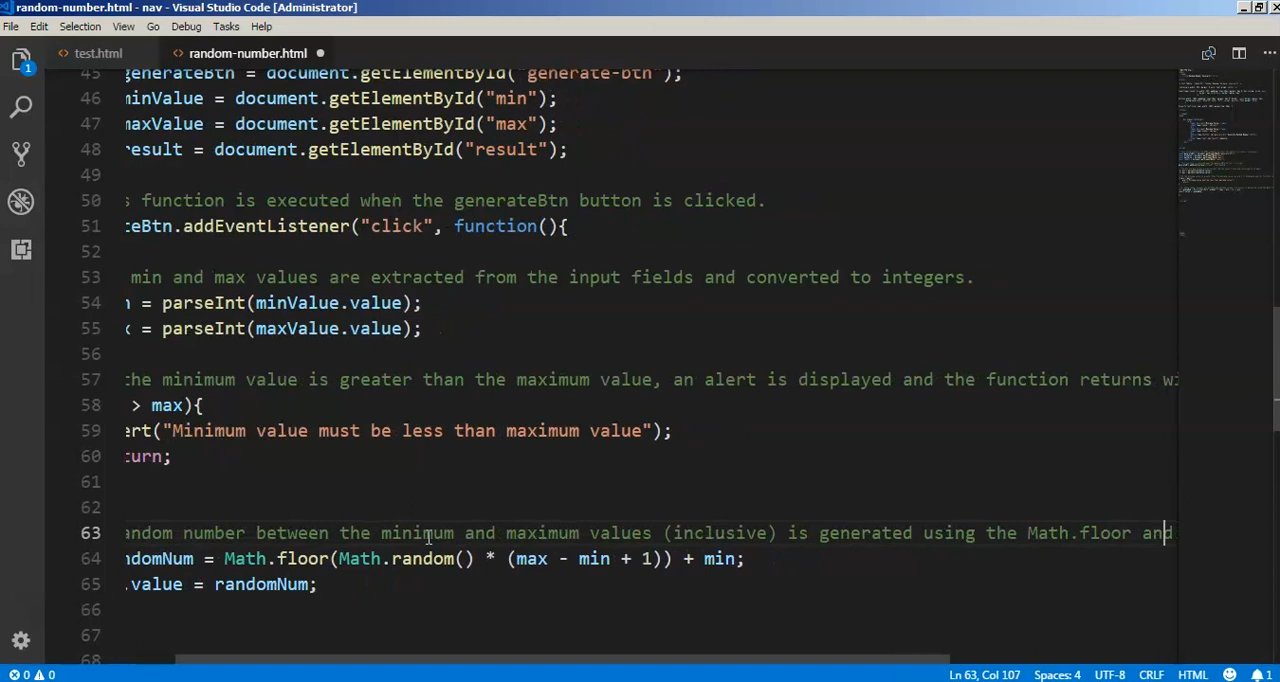 random-number.html - nav - Visual Studio Code [Administrator]
File Edit Selection View Go Debug Tasks Help
test.html random-number.html
1
45 generateBtn = document.getElementById("generate-btn");
46 minValue = document.getElementById("min");
47 maxValue = document.getElementById("max");
48 result = document.getElementById("result");
49
50 s function is executed when the generateBtn button is clicked.
51 teBtn.addEventListener("click", function(){
52
53 min and max values are extracted from the input fields and converted to integers.
54 n = parseInt(minValue.value);
55 x = parseInt(maxValue.value);
56
57 the minimum value is greater than the maximum value, an alert is displayed and the function returns wi
58 > max){
59 ert("Minimum value must be less than maximum value");
60 turn;
61
62
63 andom number between the minimum and maximum values (inclusive) is generated using the Math.floor and
64 ndomNum = Math.floor(Math.random() * (max - min + 1)) + min;
65 .value = randomNum;
66
67
68
0 0 Ln 63, Col 107 Spaces: 4 UTF-8 CRLF HTML 1